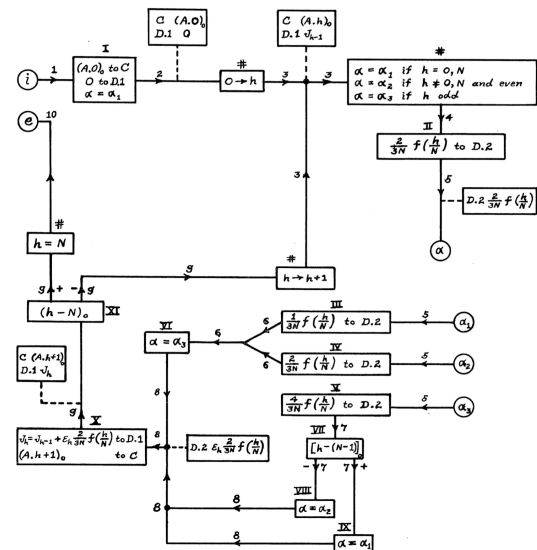 C (A.0)₀
D.1 0
C (A.h)₀
D.1 J_{h-1}
I
#
#
i
1
(A,0)₀ to C
0 to D.1
α = α₁
2
0→h
3
3
α = α₁ if h = 0, N
α = α₂ if h ≠ 0, N and even
α = α₃ if h odd
e
10
4
II
2/3N f(h/N) to D.2
3
5
D.2 2/3N f(h/N)
#
h = N
#
α
9
h→h+1
9 + - 9
(h-N)₀ XI
III
1/3N f(h/N) to D.2
5
α₁
VI
6
6
α = α₃
IV
6
2/3N f(h/N) to D.2
5
α₂
C (A.h+1)₀
D.1 J_h
V
4/3N f(h/N) to D.2
5
α₃
8
9
X
VII
7
J_h = J_{h-1} + ε_h 2/3N f(h/N) to D.1
(A.h+1)₀ to C
8
D.2 ε_h 2/3N f(h/N)
[h-(N-1)]₀
- 7 7 +
VIII
8
8
α = α₂
IX
8
8
α = α₁